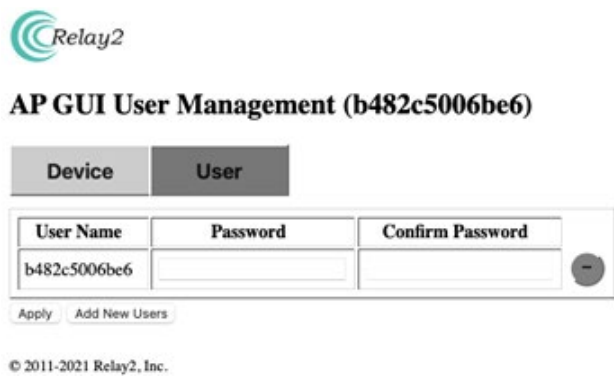 Relay2
AP GUI User Management (b482c5006be6)
Device User
User Name Password Confirm Password
b482c5006be6 -
Apply Add New Users
© 2011-2021 Relay2, Inc.